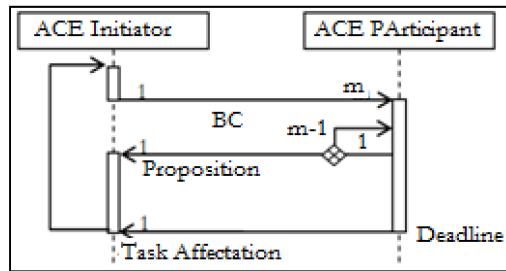 ACE Initiator
ACE PArticipant
1
m
BC
m-1
1
1
Proposition
1
Deadline
Task Affectation